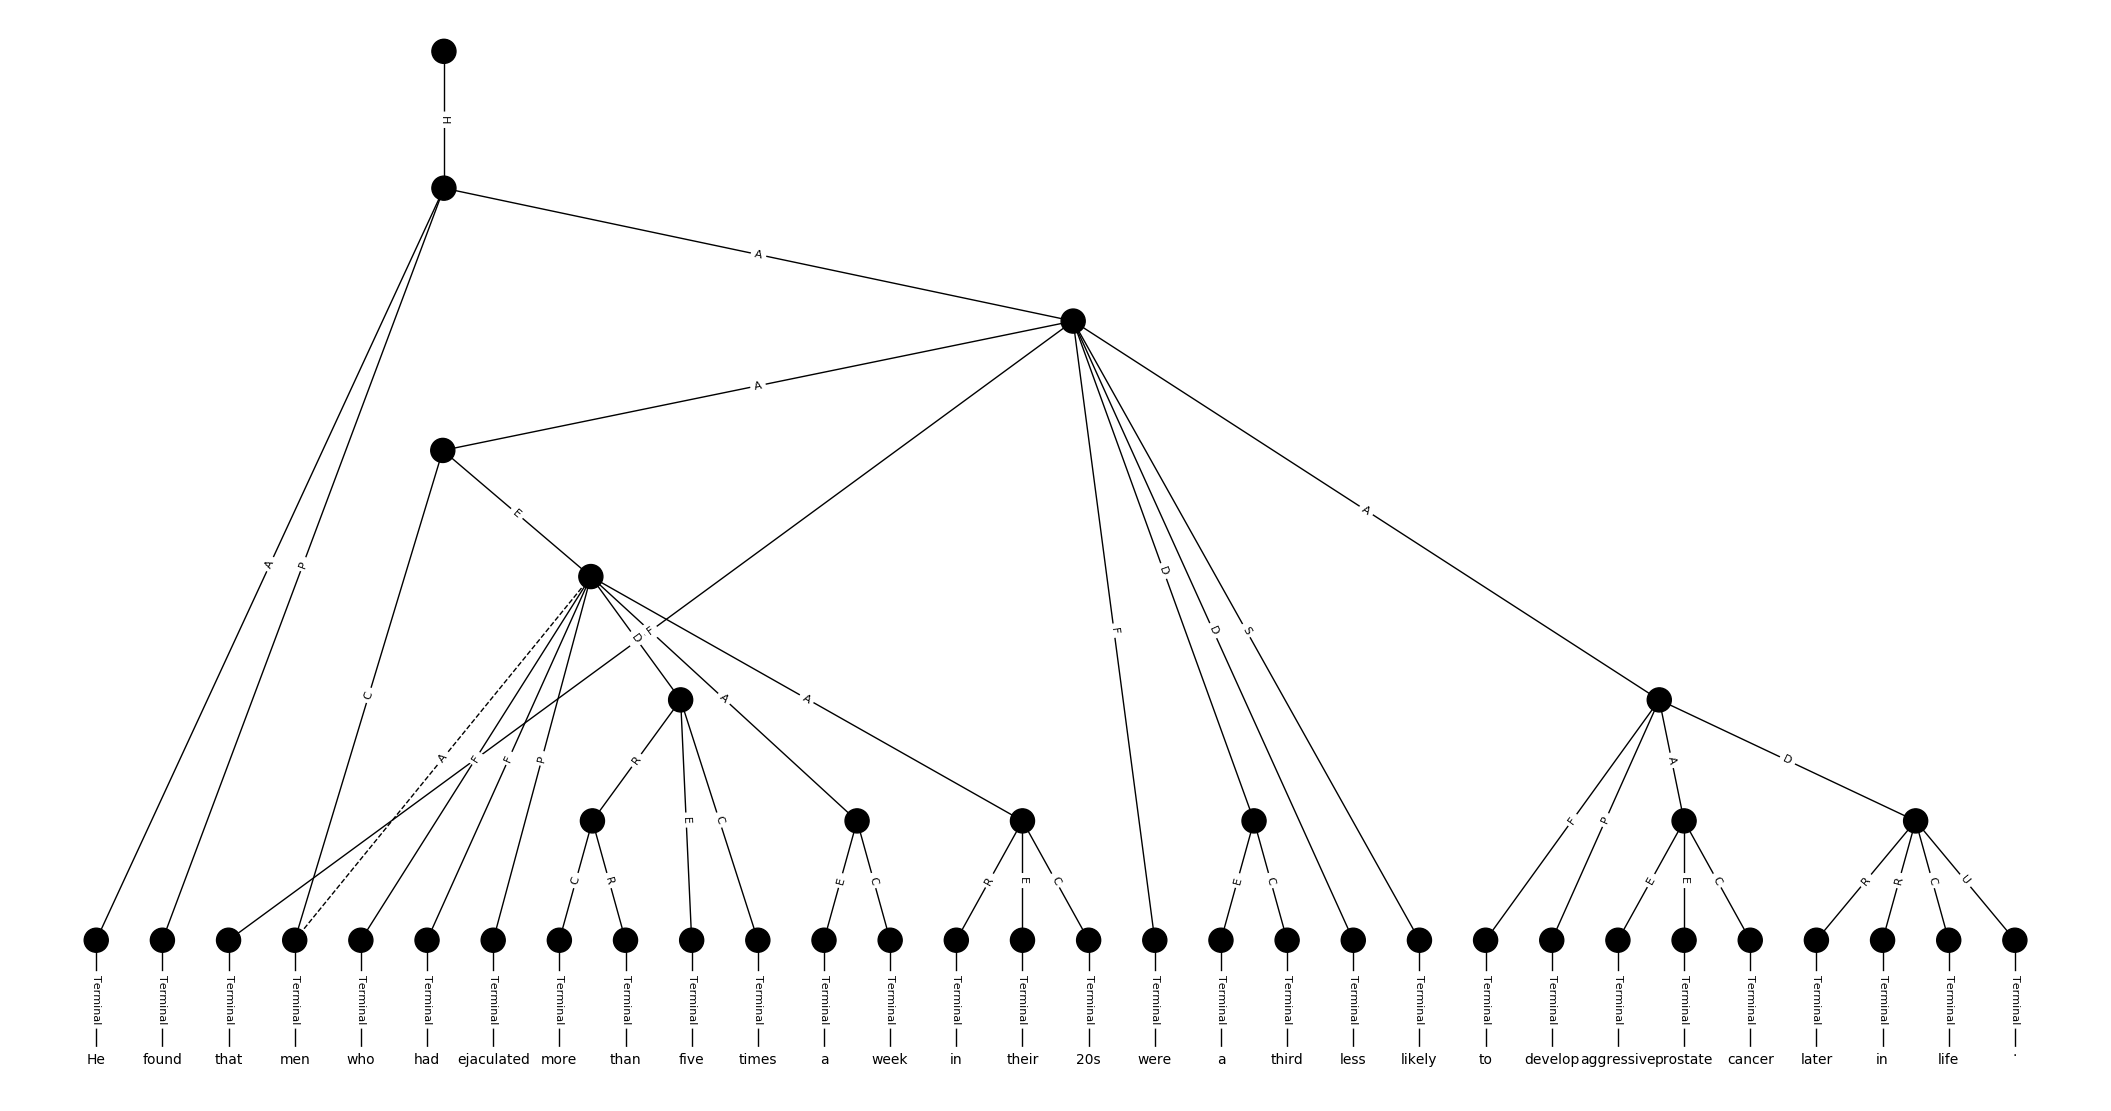 H
A
A
E
A
A
P
D
F
D
F
D
S
C
A
A
A
F
F
P
R
A
D
E
C
F
P
C
R
E
C
R
E
C
E
C
E
E
C
R
R
C
U
Terminal Terminal Terminal Terminal Terminal Terminal Terminal Terminal Terminal Terminal Terminal Terminal Terminal Terminal Terminal Terminal Terminal Terminal Terminal Terminal Terminal Terminal Terminal Terminal Terminal Terminal Terminal Terminal Terminal Terminal
He found that men who had ejaculated more than five times a week in their 20s were a third less likely to develop aggressive prostate cancer later in life .